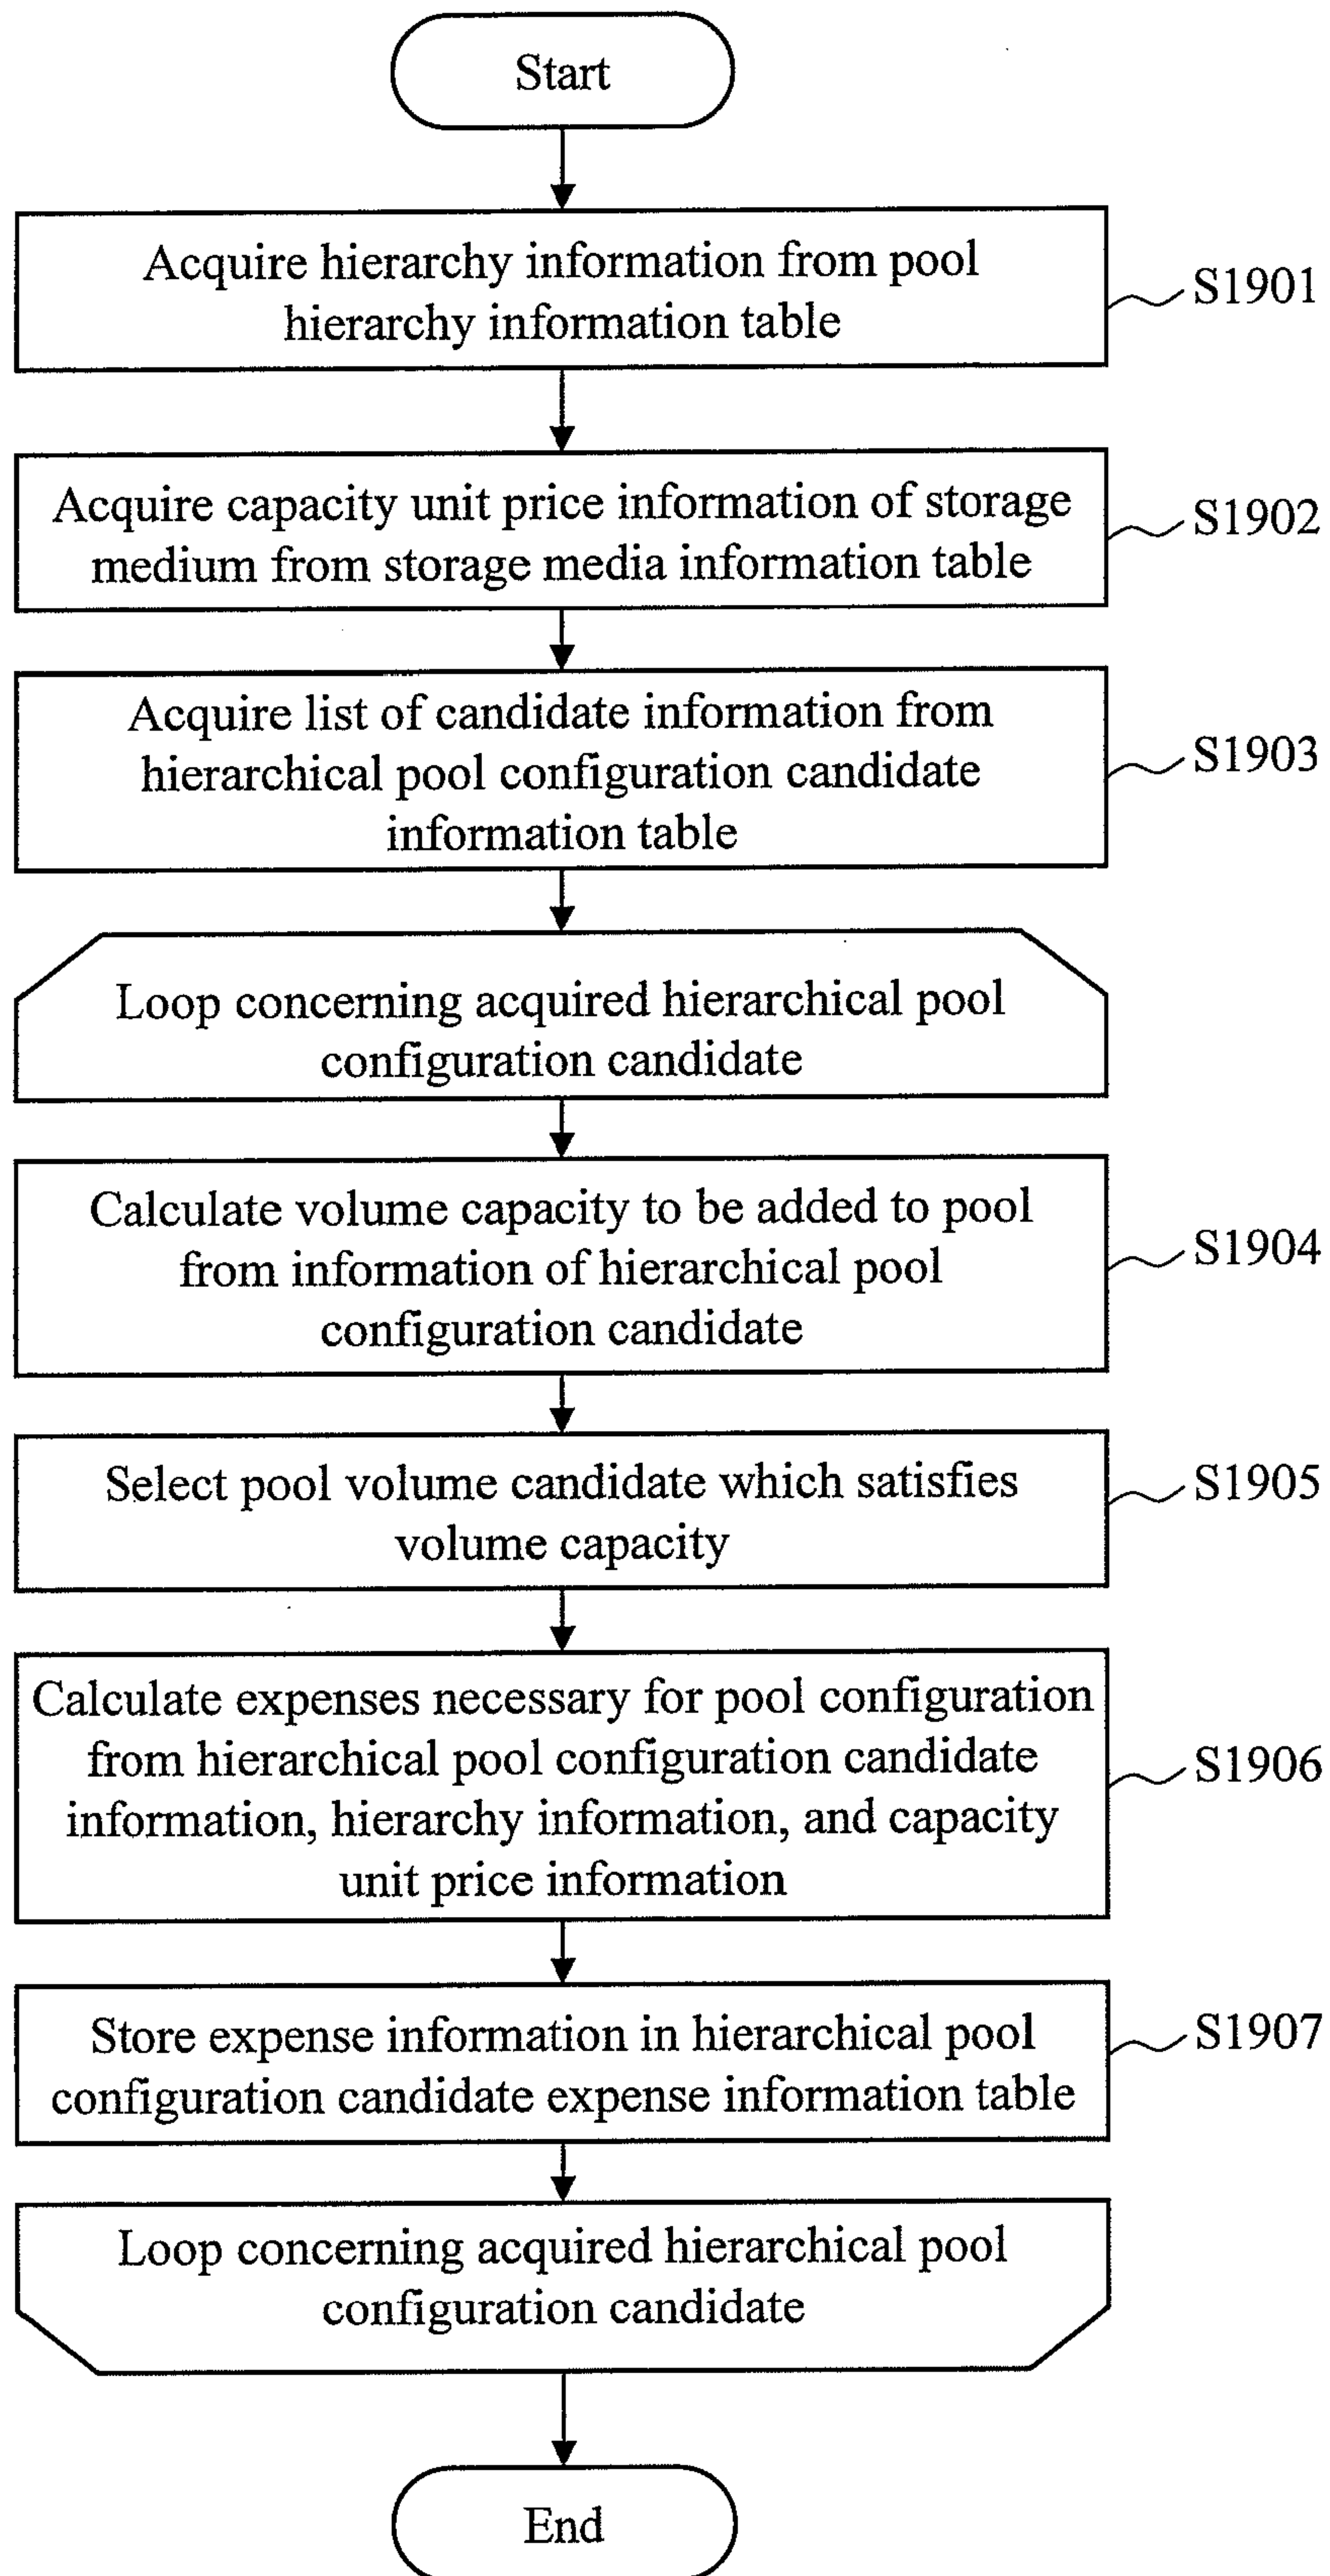 Start
Acquire hierarchy information from pool
hierarchy information table
S1901
Acquire capacity unit price information of storage
medium from storage media information table
S1902
Acquire list of candidate information from
hierarchical pool configuration candidate
information table
S1903
Loop concerning acquired hierarchical pool
configuration candidate
Calculate volume capacity to be added to pool
from information of hierarchical pool
configuration candidate
S1904
Select pool volume candidate which satisfies
volume capacity
S1905
Calculate expenses necessary for pool configuration
from hierarchical pool configuration candidate
information, hierarchy information, and capacity
unit price information
S1906
Store expense information in hierarchical pool
configuration candidate expense information table
S1907
Loop concerning acquired hierarchical pool
configuration candidate
End